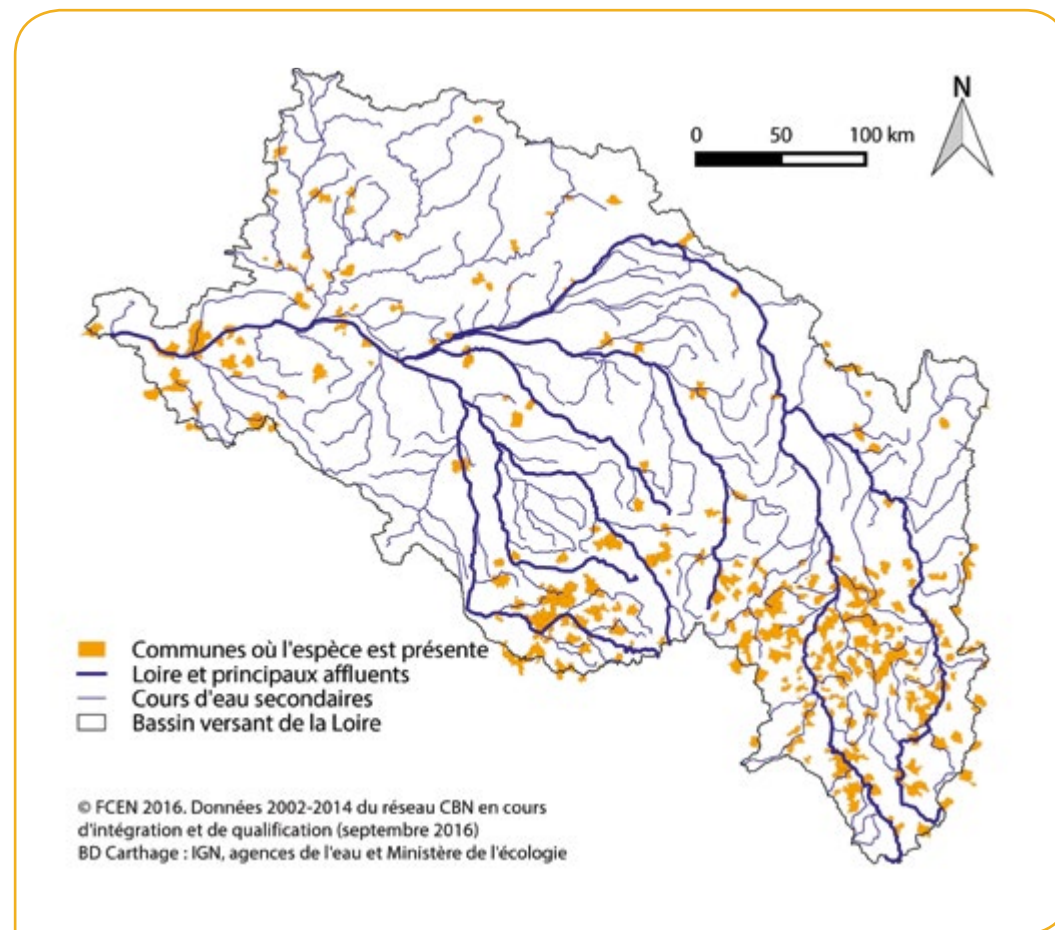 N
0 50 100 km
Communes où l'espèce est présente
Loire et principaux affluents
Cours d'eau secondaires
Bassin versant de la Loire
© FCEN 2016. Données 2002-2014 du réseau CBN en cours
d'intégration et de qualification (septembre 2016)
BD Carthage : IGN, agences de l'eau et Ministère de l'écologie